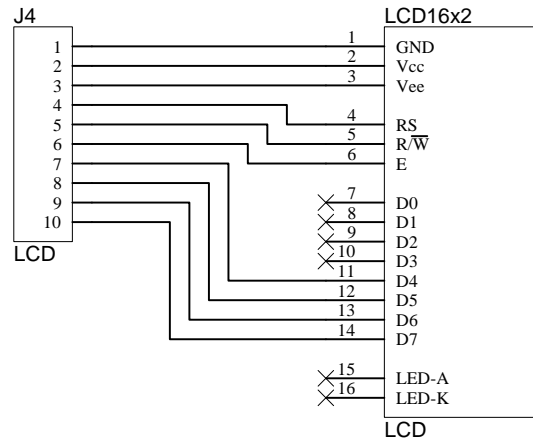 J4
1
2
3
4
5
6
7
8
9
10
LCD
LCD16x2
1 GND
2 Vcc
3 Vee
4 RS
5 R/W̅
6 E
7 D0
8 D1
9 D2
10 D3
11 D4
12 D5
13 D6
14 D7
15 LED-A
16 LED-K
LCD